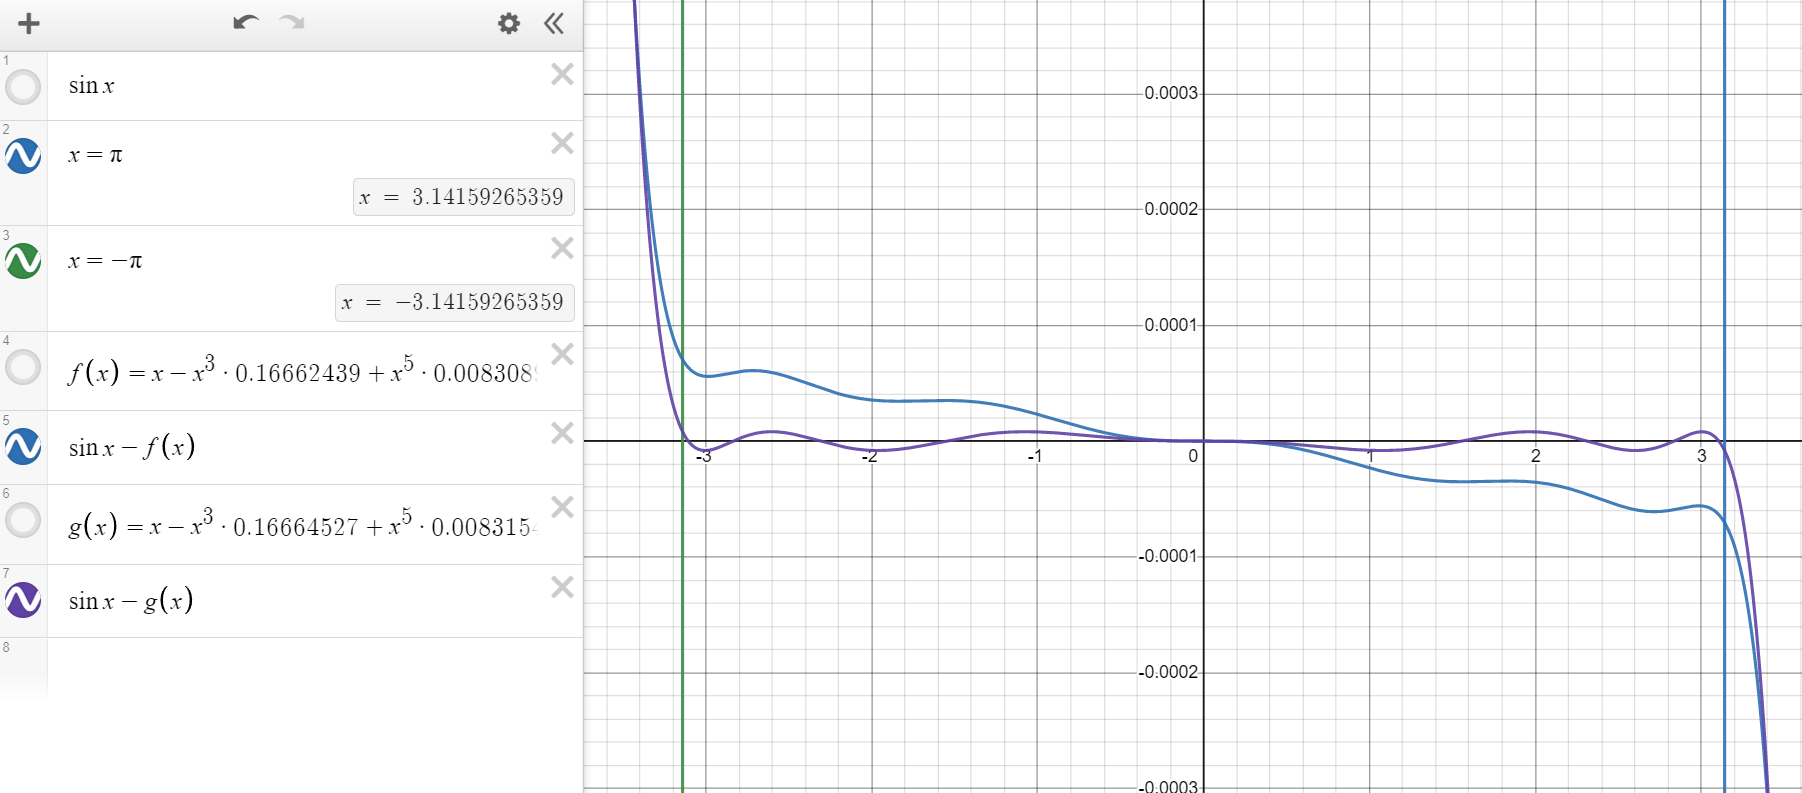 1
sin x
2
x = π
x = 3.14159265359
3
x = −π
x = −3.14159265359
4
f(x) = x − x³ · 0.16662439 + x⁵ · 0.008308
5
sin x − f(x)
6
g(x) = x − x³ · 0.16664527 + x⁵ · 0.008315
7
sin x − g(x)
8
0.0003
0.0002
0.0001
-3 -2 -1 0 1 2 3
-0.0001
-0.0002
-0.0003